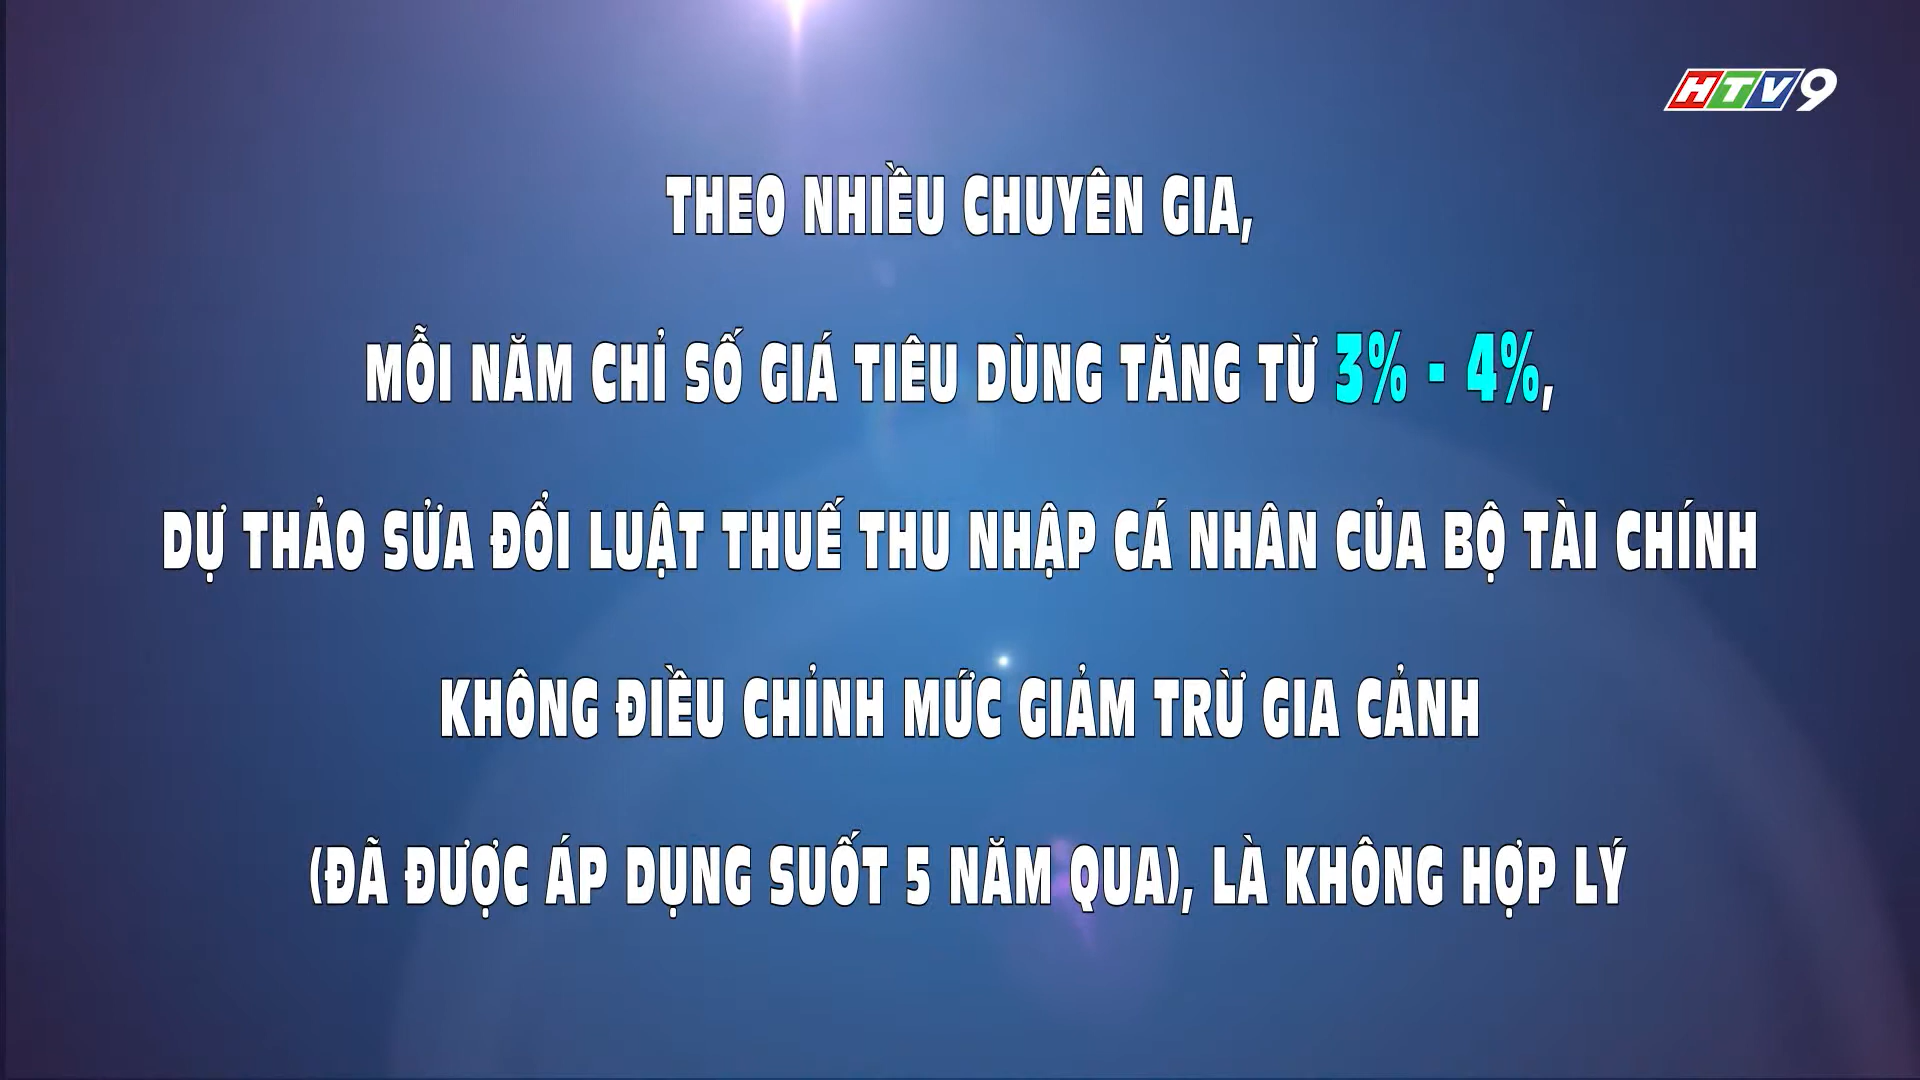 HTV9
THEO NHIỀU CHUYÊN GIA,
MỖI NĂM CHỈ SỐ GIÁ TIÊU DÙNG TĂNG TỪ 3% - 4%,
DỰ THẢO SỬA ĐỔI LUẬT THUẾ THU NHẬP CÁ NHÂN CỦA BỘ TÀI CHÍNH
KHÔNG ĐIỀU CHỈNH MỨC GIẢM TRỪ GIA CẢNH
(ĐÃ ĐƯỢC ÁP DỤNG SUỐT 5 NĂM QUA), LÀ KHÔNG HỢP LÝ